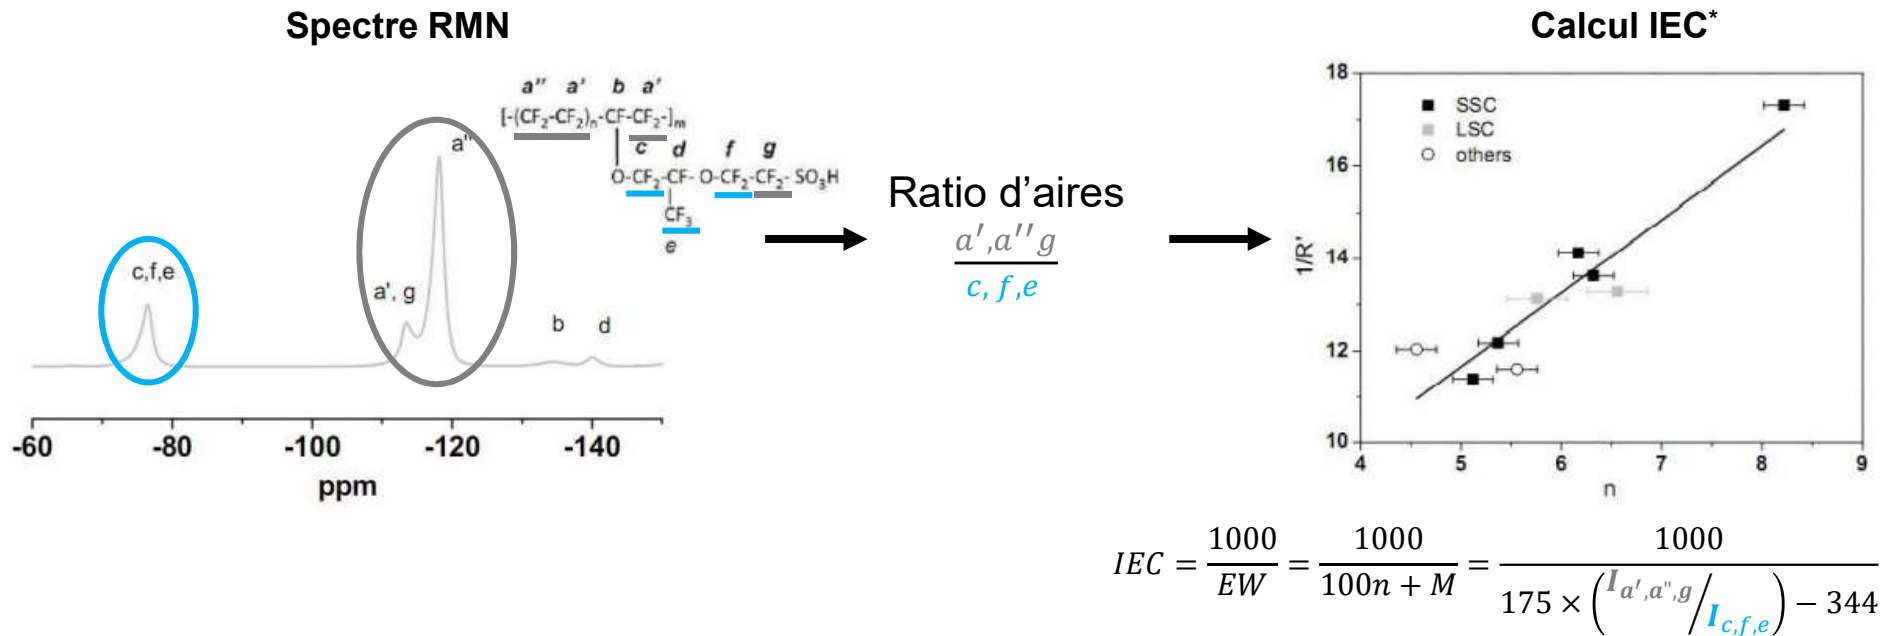 Spectre RMN
a" a' b a'
[-(CF₂-CF₂)ₙ-CF-CF₂-]ₘ
c d f g
O-CF₂-CF-O-CF₂-CF₂-SO₃H
CF₃
e
c,f,e
a"
a', g
b
d
-60 -80 -100 -120 -140
ppm
Ratio d'aires
a',a''g
c, f,e
Calcul IEC*
18
16
14
12
10
1/R'
SSC
LSC
others
4 5 6 7 8 9
n
IEC = 1000/EW = 1000/(100n + M) = 1000/(175 × (I_a',a",g/I_c,f,e) − 344)